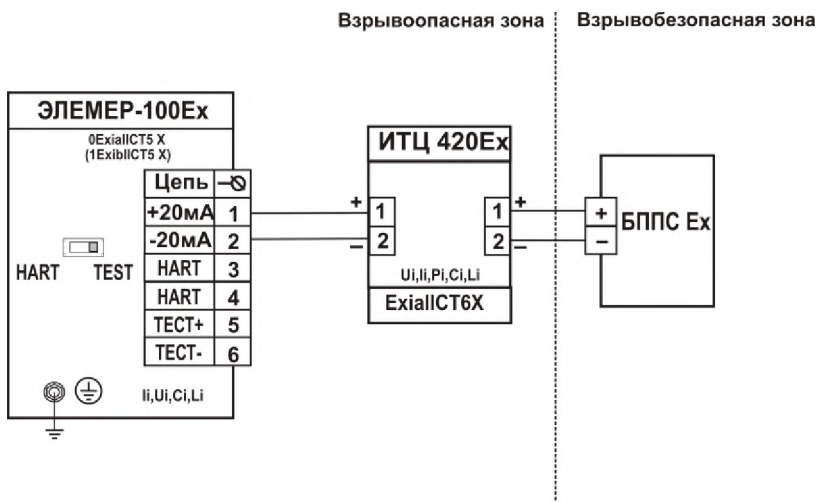 Взрывоопасная зона
Взрывобезопасная зона
ЭЛЕМЕР-100Ex
0ExiaIICT5 X
(1ExibIICT5 X)
Цепь
+20мА 1
-20мА 2
HART 3
HART 4
ТЕСТ+ 5
ТЕСТ- 6
HART TEST
Ii,Ui,Ci,Li
ИТЦ 420Ex
+ 1 1 +
– 2 2 –
Ui,Ii,Pi,Ci,Li
ExiaIICT6X
+
–
БППС Ex